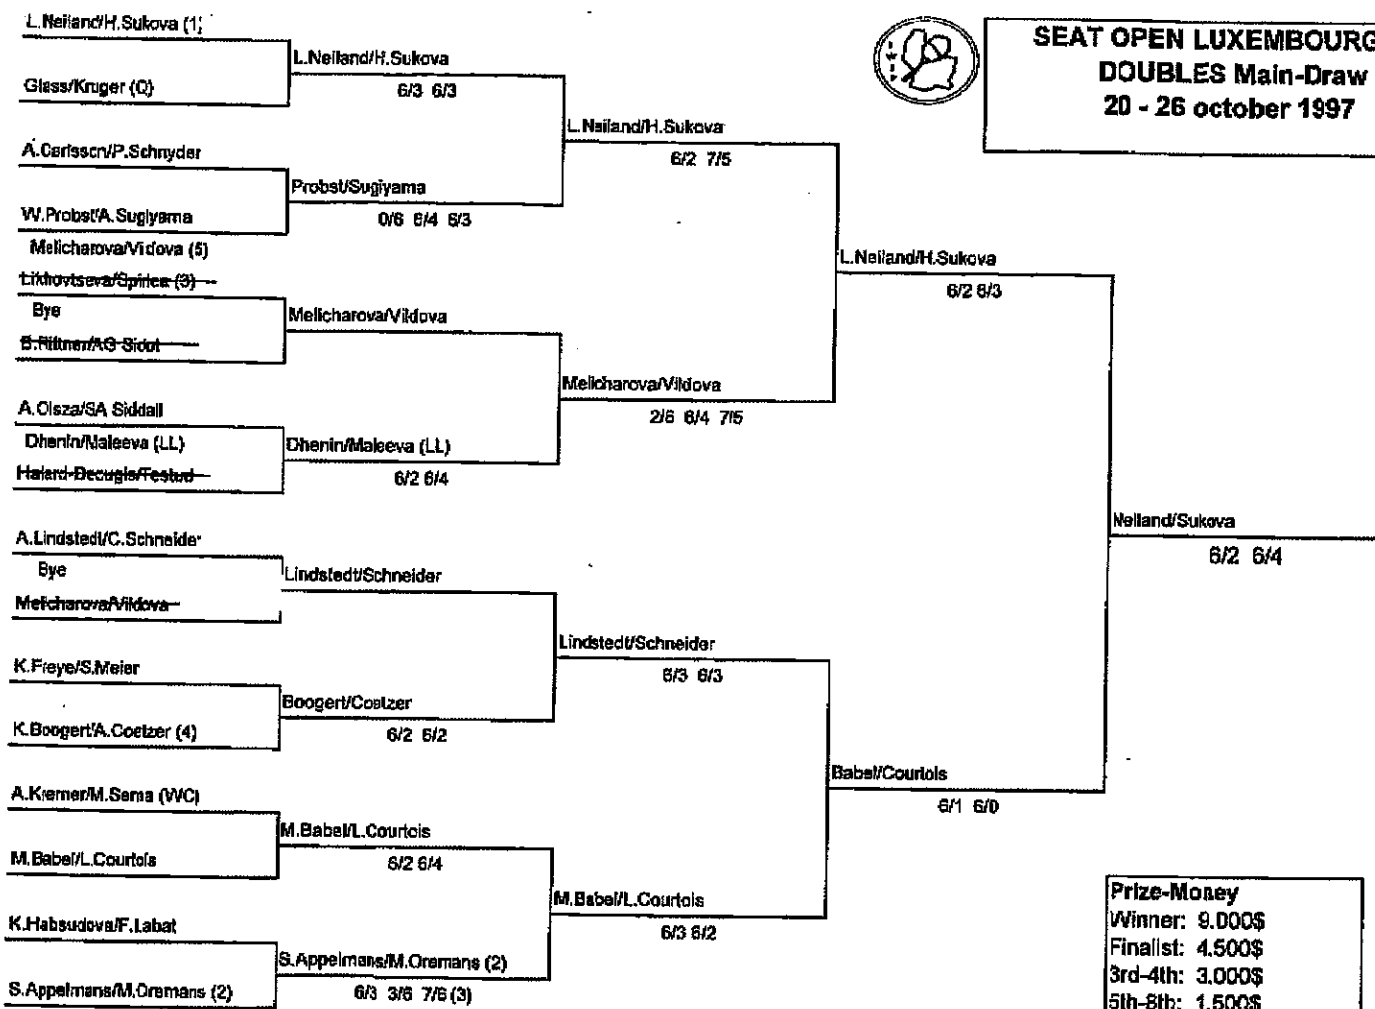 SEAT OPEN LUXEMBOURG
DOUBLES Main-Draw
20 - 26 october 1997
L.Neiland/H.Sukova (1)
Glass/Kruger (Q)
A.Carlsson/P.Schnyder
W.Probst/A.Sugiyama
Melicharova/Vildova (5)
Likhovtseva/Spirlea (3)
Bye
B.Rittner/AG Sidot
A.Olsza/SA Siddall
Dhenin/Maleeva (LL)
Halard-Decugis/Testud
A.Lindstedt/C.Schneider
Bye
Melicharova/Vildova
K.Freye/S.Meier
K.Boogert/A.Coetzer (4)
A.Kremer/M.Serna (WC)
M.Babel/L.Courtois
K.Habsudova/F.Labat
S.Appelmans/M.Oremans (2)
L.Neiland/H.Sukova
6/3 6/3
Probst/Sugiyama
0/6 6/4 6/3
Melicharova/Vildova
Dhenin/Maleeva (LL)
6/2 6/4
Lindstedt/Schneider
Boogert/Coetzer
6/2 6/2
M.Babel/L.Courtois
6/2 6/4
S.Appelmans/M.Oremans (2)
6/3 3/6 7/6 (3)
L.Neiland/H.Sukova
6/2 7/5
Melicharova/Vildova
2/6 6/4 7/5
Lindstedt/Schneider
6/3 6/3
M.Babel/L.Courtois
6/3 6/2
L.Neiland/H.Sukova
6/2 6/3
Babel/Courtois
6/1 6/0
Neiland/Sukova
6/2 6/4
Prize-Money
Winner: 9.000$
Finalist: 4.500$
3rd-4th: 3.000$
5th-8th: 1.500$